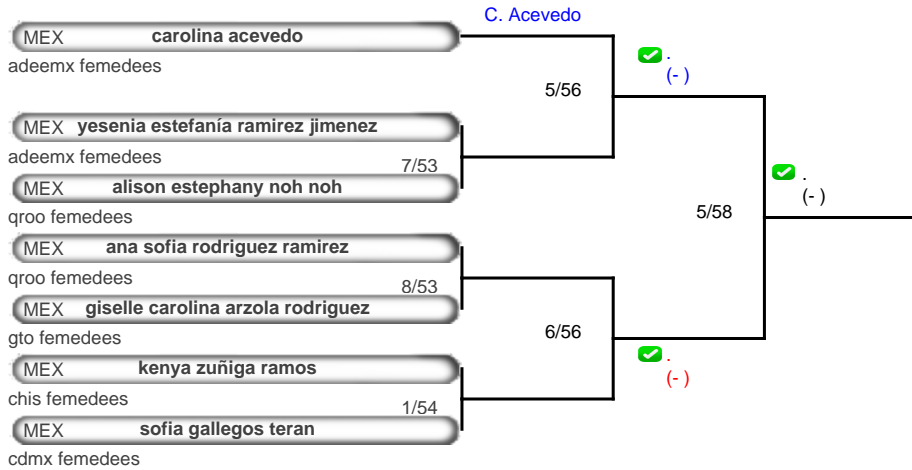 C. Acevedo
MEX carolina acevedo
adeemx femedees
.
(- )
5/56
MEX yesenia estefanía ramirez jimenez
adeemx femedees
7/53
MEX alison estephany noh noh
qroo femedees
.
(- )
5/58
MEX ana sofia rodriguez ramirez
qroo femedees
8/53
MEX giselle carolina arzola rodriguez
gto femedees
6/56
.
(- )
MEX kenya zuñiga ramos
chis femedees
1/54
MEX sofia gallegos teran
cdmx femedees